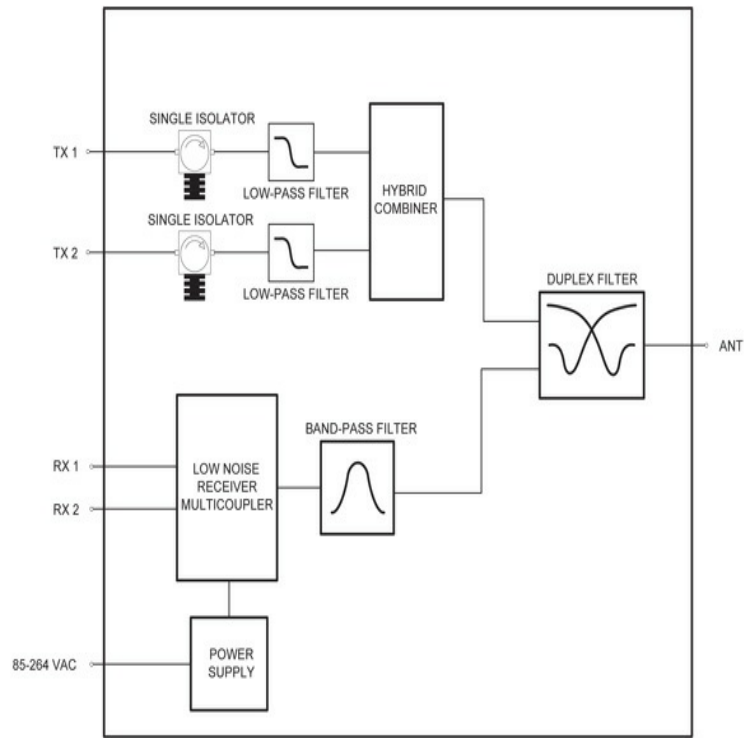 SINGLE ISOLATOR
TX 1
LOW-PASS FILTER
HYBRID
COMBINER
SINGLE ISOLATOR
TX 2
LOW-PASS FILTER
DUPLEX FILTER
ANT
BAND-PASS FILTER
RX 1
RX 2
LOW NOISE
RECEIVER
MULTICOUPLER
85-264 VAC
POWER
SUPPLY